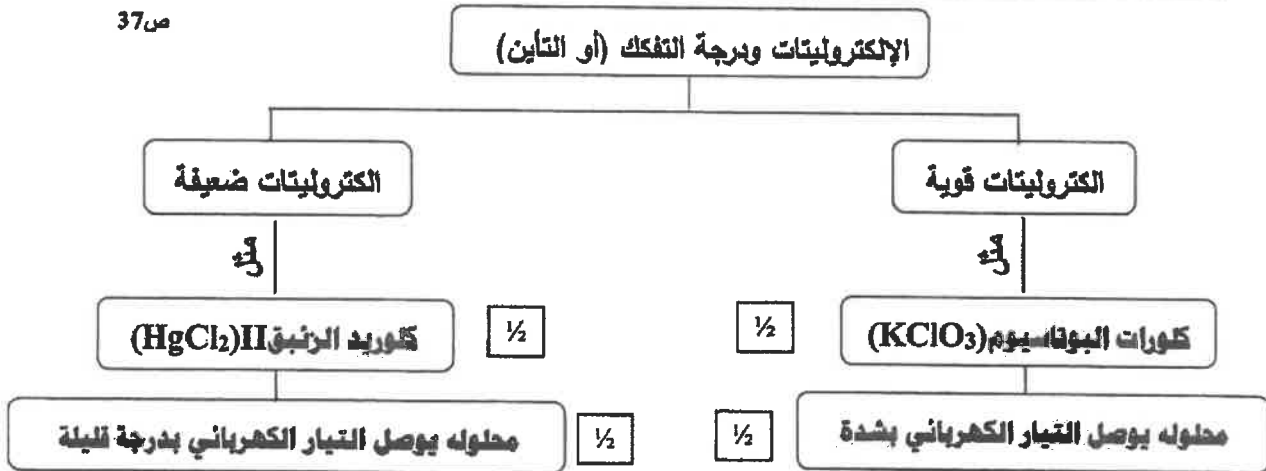 ص37
الإلكتروليتات ودرجة التفكك (أو التأين)
الكتروليتات قوية
الكتروليتات ضعيفة
مثل
مثل
كلورات البوتاسيوم(KClO₃)
½
½
كلوريد الزئبقII(HgCl₂)
محلوله يوصل التيار الكهربائي بشدة
½
½
محلوله يوصل التيار الكهربائي بدرجة قليلة